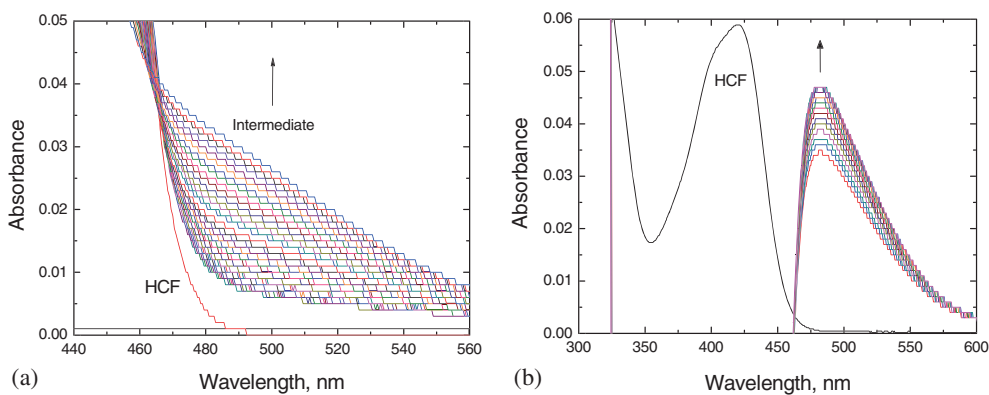 0.05
0.04
0.03
0.02
0.01
0.00
Absorbance
Intermediate
HCF
440 460 480 500 520 540 560
Wavelength, nm
(a)
0.06
0.05
0.04
0.03
0.02
0.01
0.00
Absorbance
HCF
300 350 400 450 500 550 600
Wavelength, nm
(b)